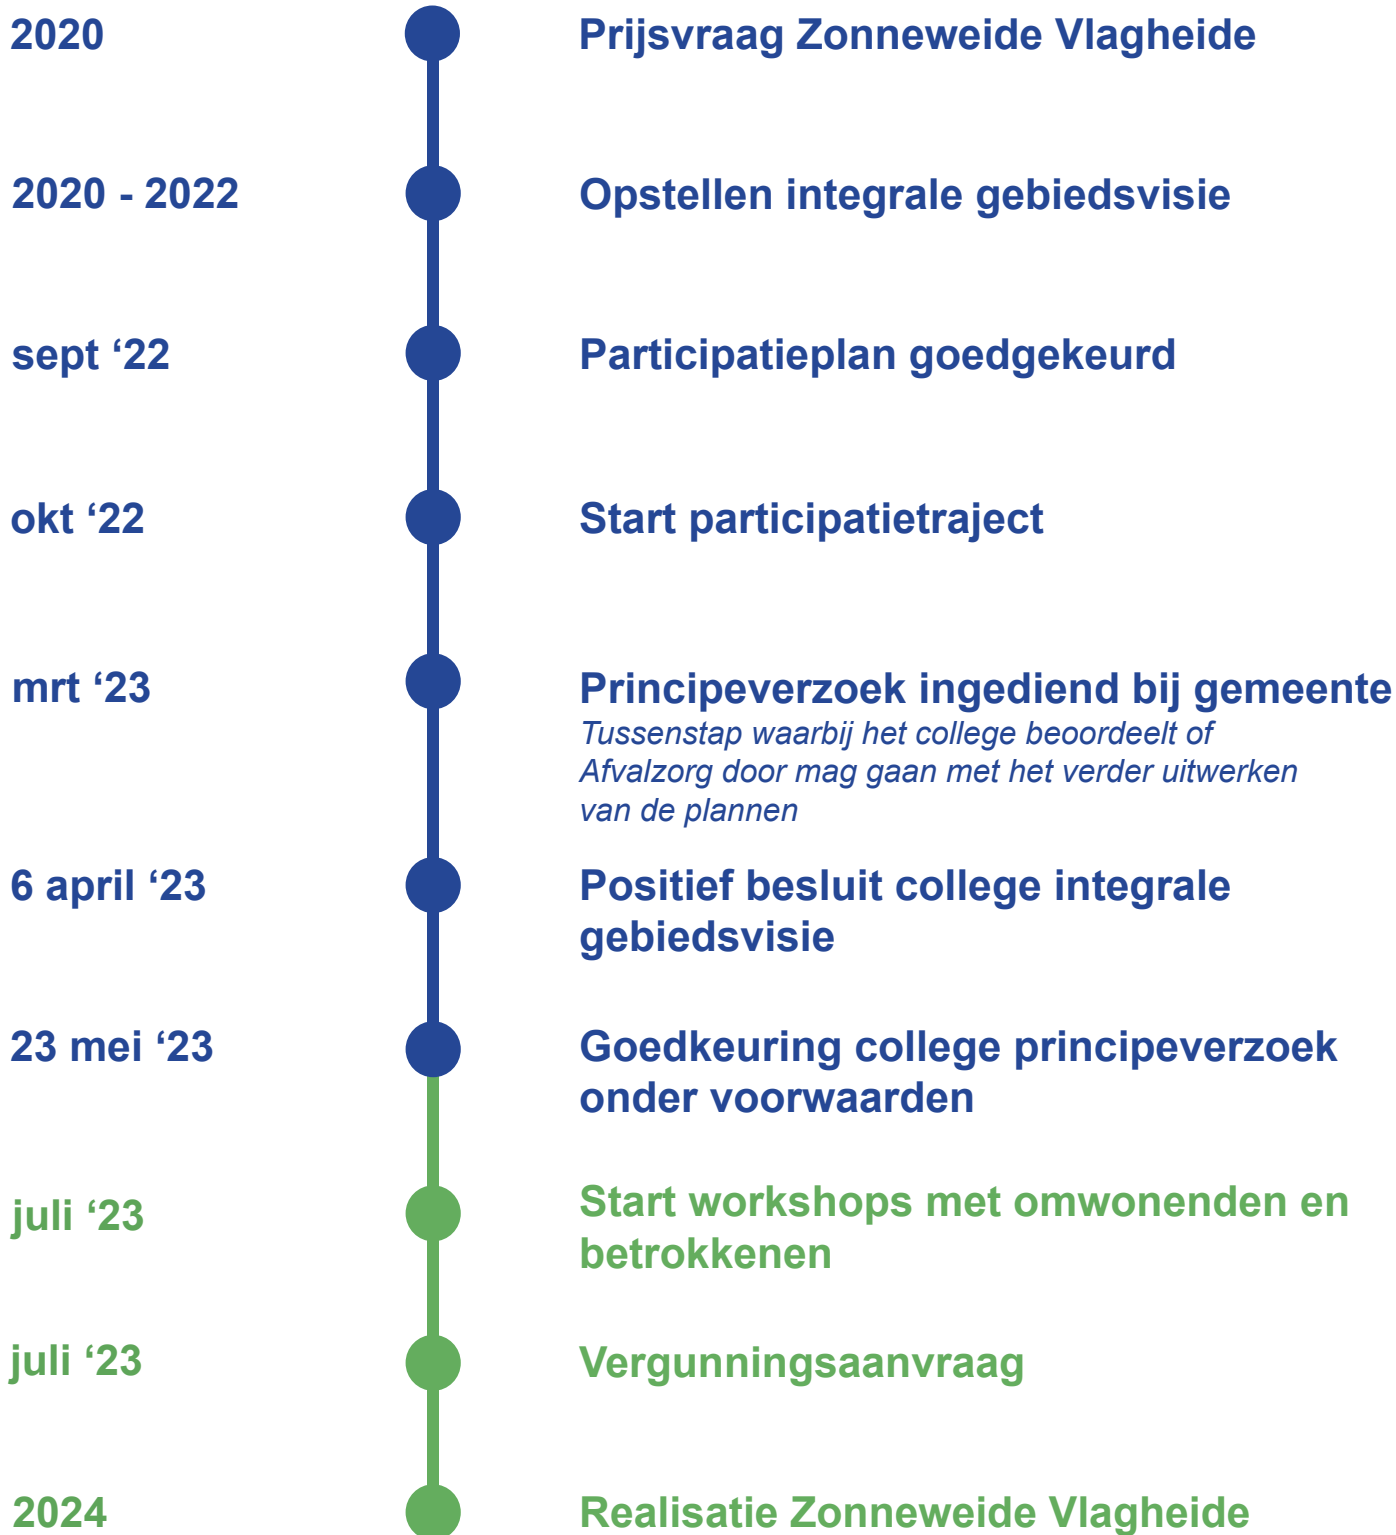 2020 Prijsvraag Zonneweide Vlagheide
2020 - 2022 Opstellen integrale gebiedsvisie
sept ‘22 Participatieplan goedgekeurd
okt ‘22 Start participatietraject
mrt ‘23 Principeverzoek ingediend bij gemeente
Tussenstap waarbij het college beoordeelt of
Afvalzorg door mag gaan met het verder uitwerken
van de plannen
6 april ‘23 Positief besluit college integrale
gebiedsvisie
23 mei ‘23 Goedkeuring college principeverzoek
onder voorwaarden
juli ‘23 Start workshops met omwonenden en
betrokkenen
juli ‘23 Vergunningsaanvraag
2024 Realisatie Zonneweide Vlagheide